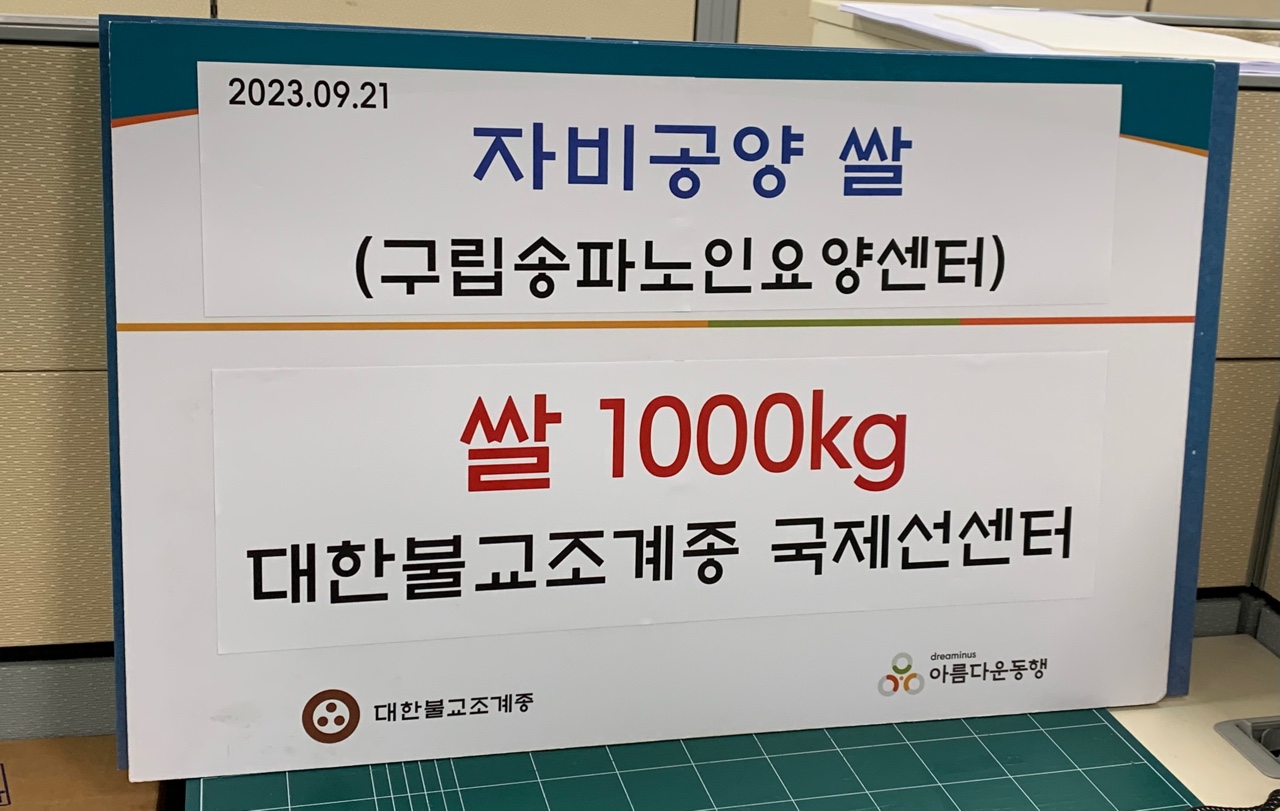 2023.09.21
자비공양 쌀
(구립송파노인요양센터)
쌀 1000kg
대한불교조계종 국제선센터
대한불교조계종
dreaminus
아름다운동행